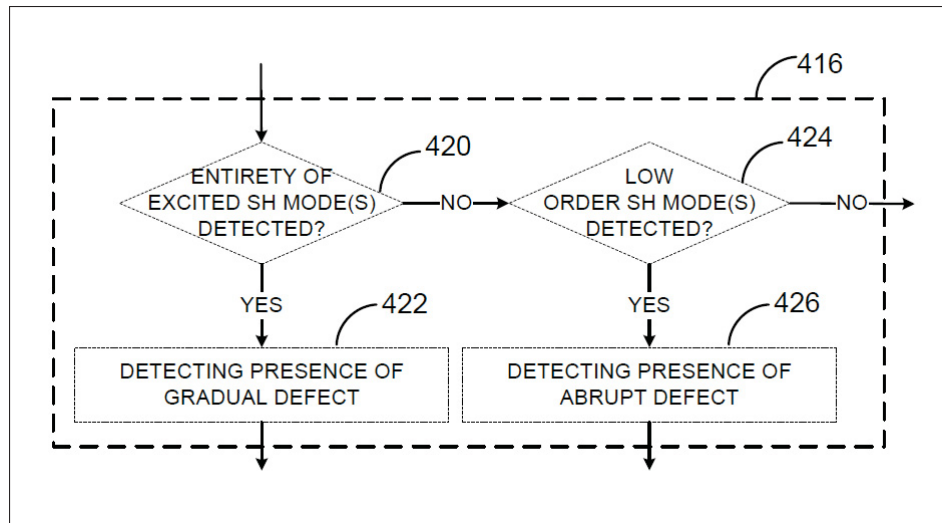 416
420
424
ENTIRETY OF
EXCITED SH MODE(S)
DETECTED?
NO
LOW
ORDER SH MODE(S)
DETECTED?
NO
YES
YES
422
426
DETECTING PRESENCE OF
GRADUAL DEFECT
DETECTING PRESENCE OF
ABRUPT DEFECT